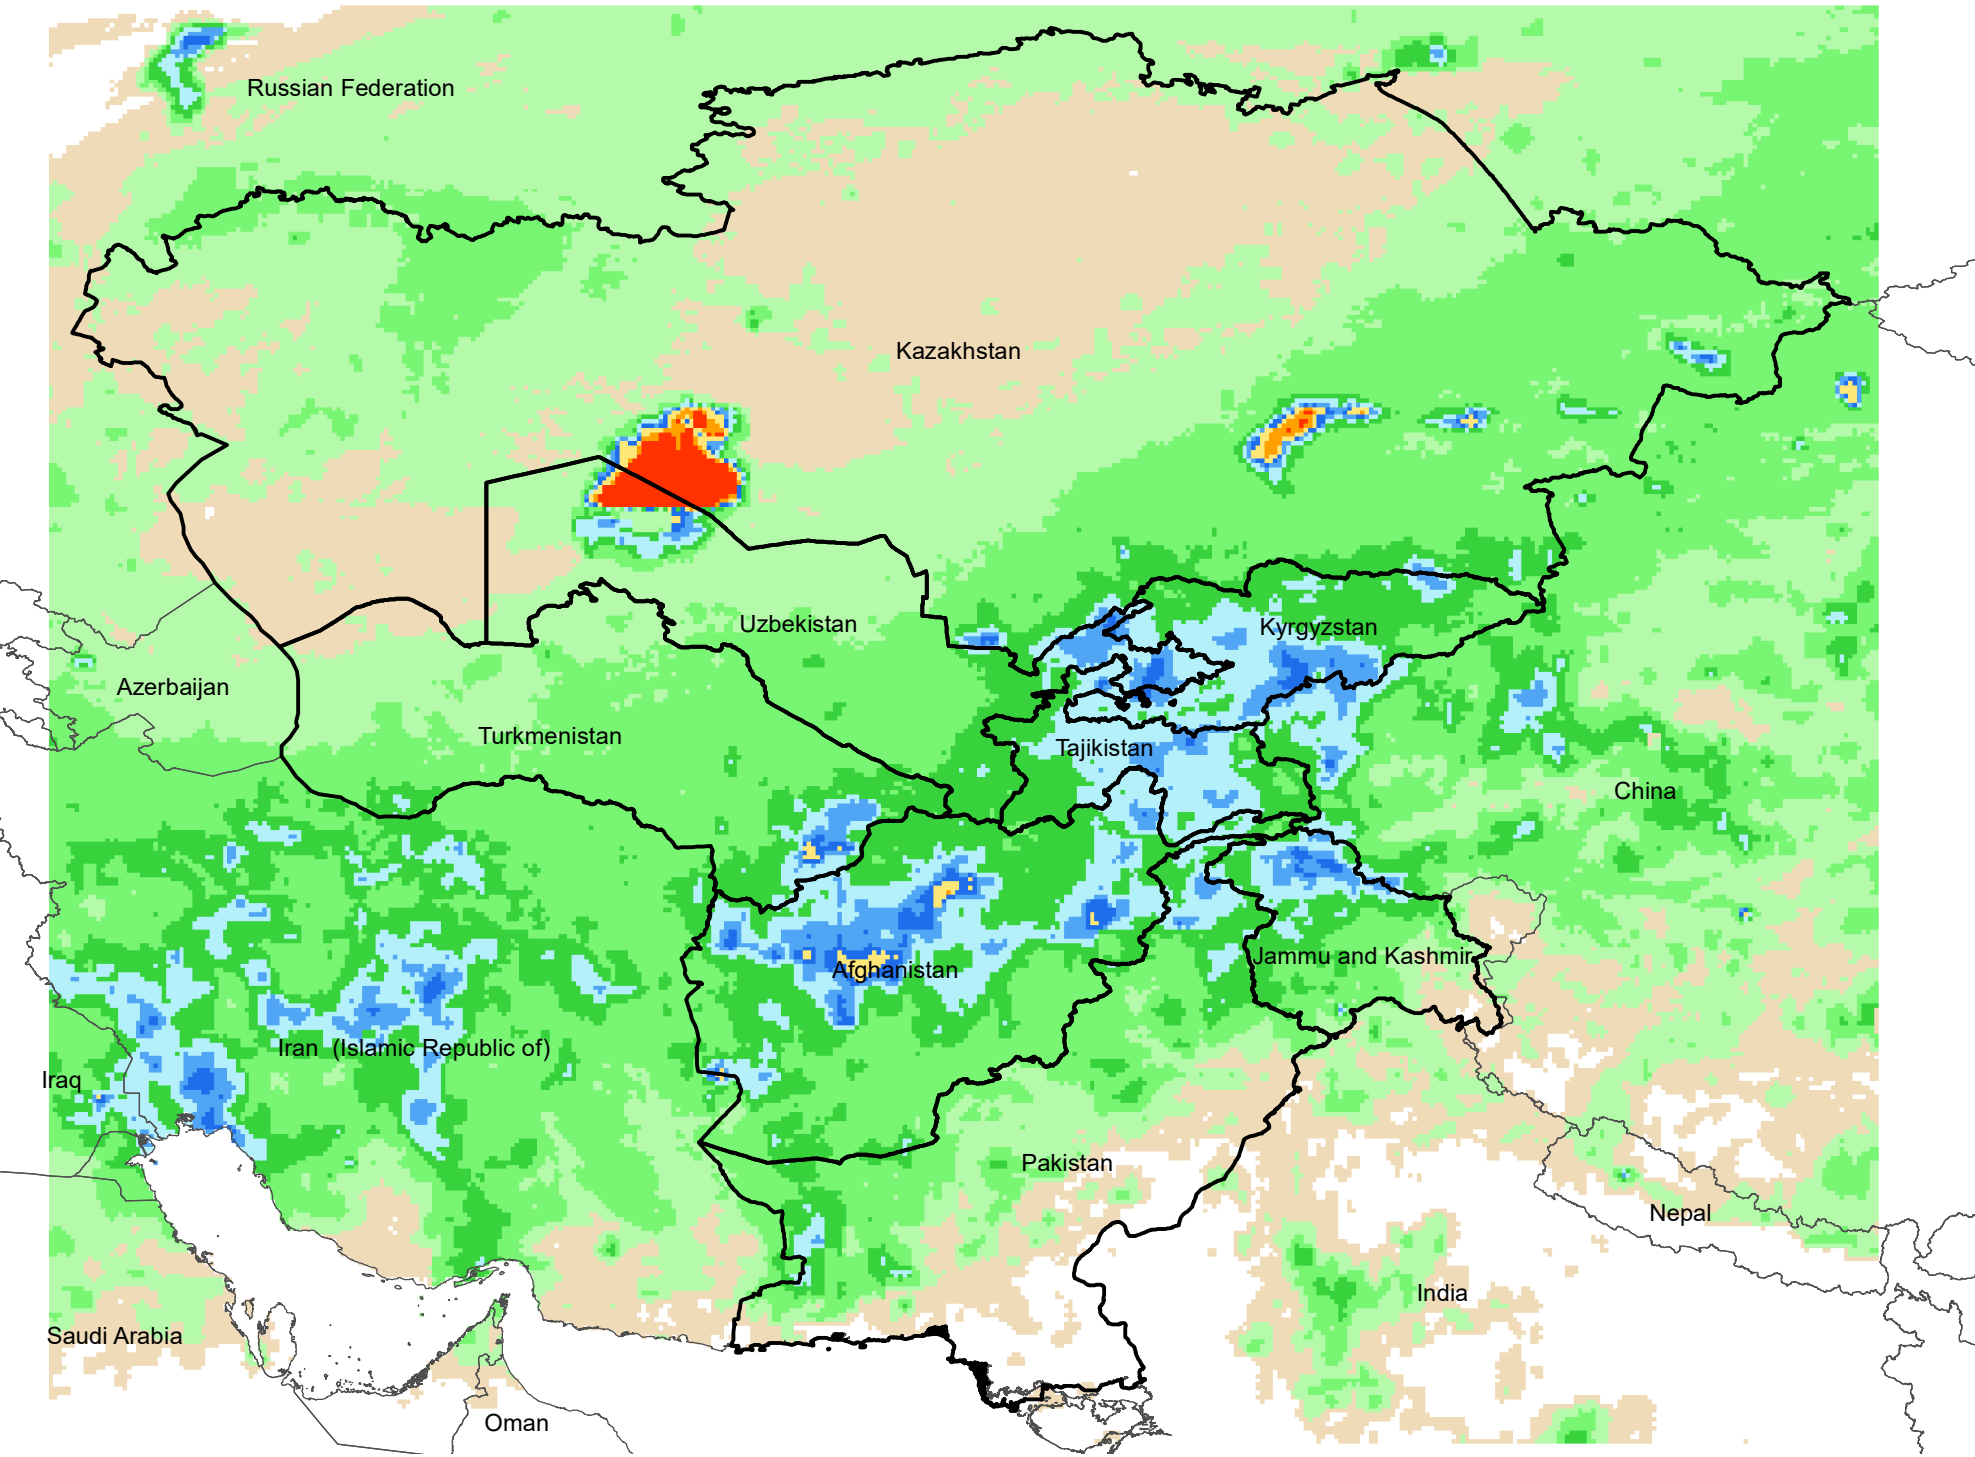 Russian Federation
Kazakhstan
Uzbekistan
Kyrgyzstan
Azerbaijan
Turkmenistan
Tajikistan
China
Afghanistan
Jammu and Kashmir
Iran  (Islamic Republic of)
Iraq
Pakistan
Nepal
India
Saudi Arabia
Oman